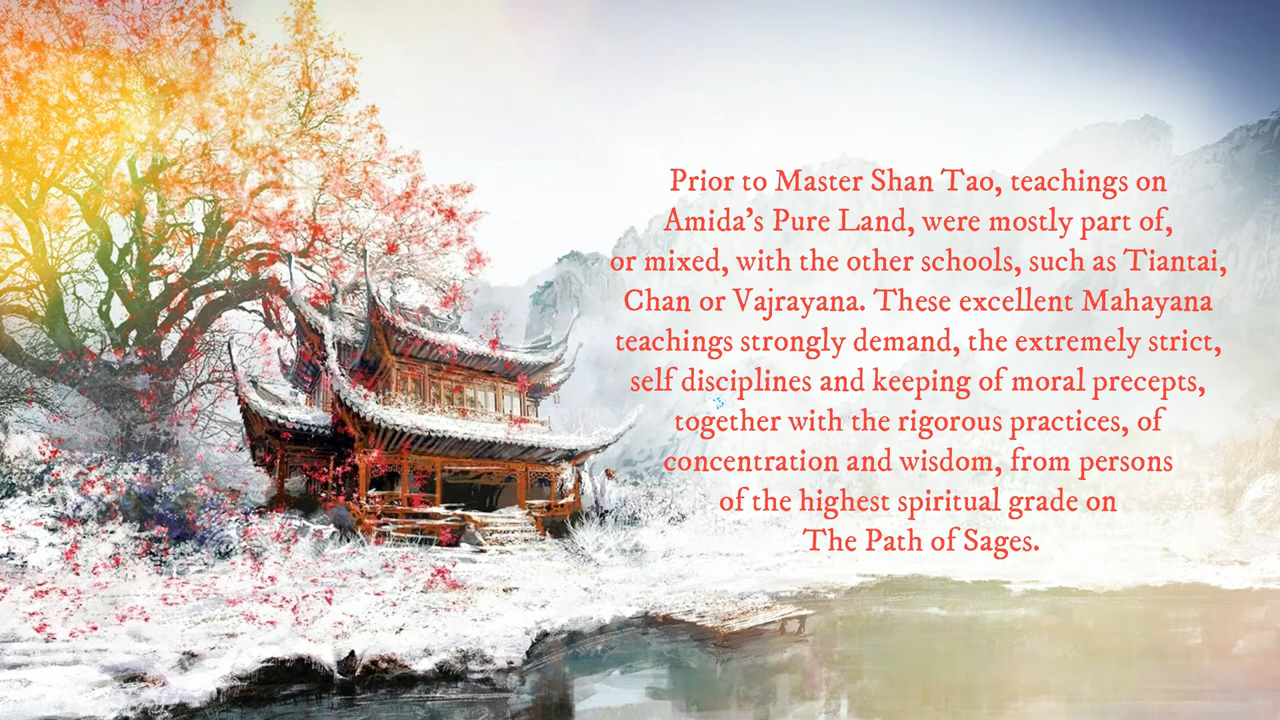 Prior to Master Shan Tao, teachings on
Amida’s Pure Land, were mostly part of,
or mixed, with the other schools, such as Tiantai,
Chan or Vajrayana. These excellent Mahayana
teachings strongly demand, the extremely strict,
self disciplines and keeping of moral precepts,
together with the rigorous practices, of
concentration and wisdom, from persons
of the highest spiritual grade on
The Path of Sages.